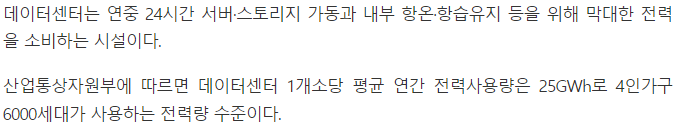 데이터센터는 연중 24시간 서버·스토리지 가동과 내부 항온·항습유지 등을 위해 막대한 전력
을 소비하는 시설이다.
산업통상자원부에 따르면 데이터센터 1개소당 평균 연간 전력사용량은 25GWh로 4인가구
6000세대가 사용하는 전력량 수준이다.